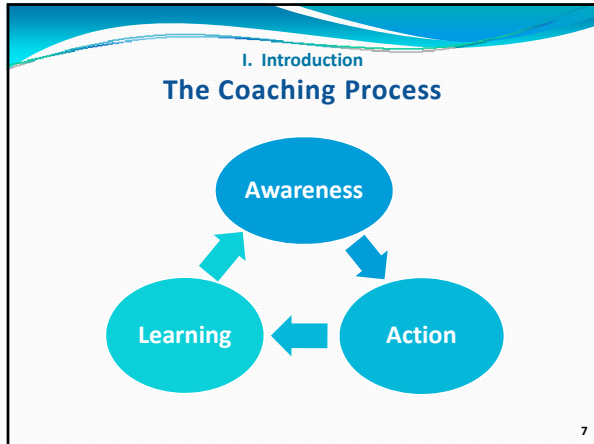 I. Introduction
The Coaching Process
Awareness
Learning
Action
7